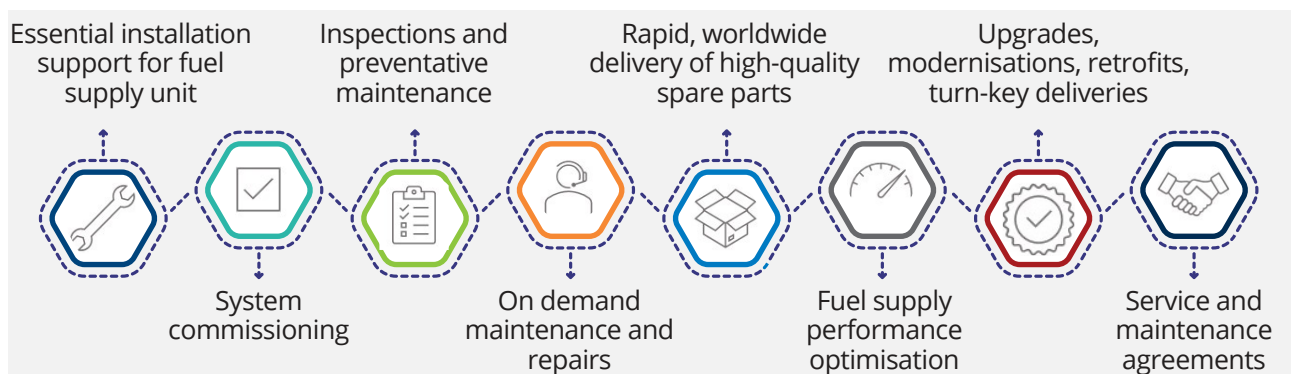 Essential installation
support for fuel
supply unit
System
commissioning
Inspections and
preventative
maintenance
On demand
maintenance and
repairs
Rapid, worldwide
delivery of high-quality
spare parts
Fuel supply
performance
optimisation
Upgrades,
modernisations, retrofits,
turn-key deliveries
Service and
maintenance
agreements